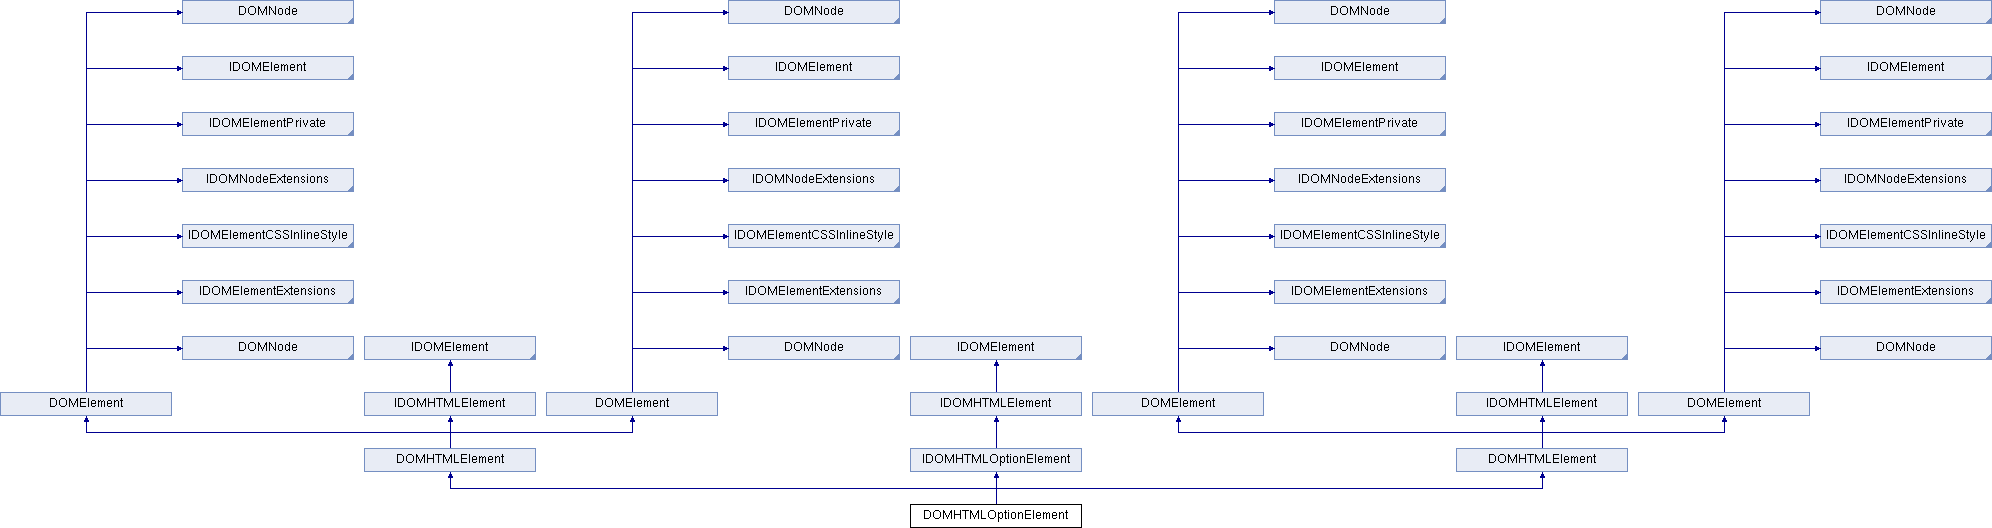 DOMNode DOMNode DOMNode DOMNode
IDOMElement IDOMElement IDOMElement IDOMElement
IDOMElementPrivate IDOMElementPrivate IDOMElementPrivate IDOMElementPrivate
IDOMNodeExtensions IDOMNodeExtensions IDOMNodeExtensions IDOMNodeExtensions
IDOMElementCSSInlineStyle IDOMElementCSSInlineStyle IDOMElementCSSInlineStyle IDOMElementCSSInlineStyle
IDOMElementExtensions IDOMElementExtensions IDOMElementExtensions IDOMElementExtensions
DOMNode IDOMElement DOMNode IDOMElement DOMNode IDOMElement DOMNode
DOMElement IDOMHTMLElement DOMElement IDOMHTMLElement DOMElement IDOMHTMLElement DOMElement
DOMHTMLElement IDOMHTMLOptionElement DOMHTMLElement
DOMHTMLOptionElement